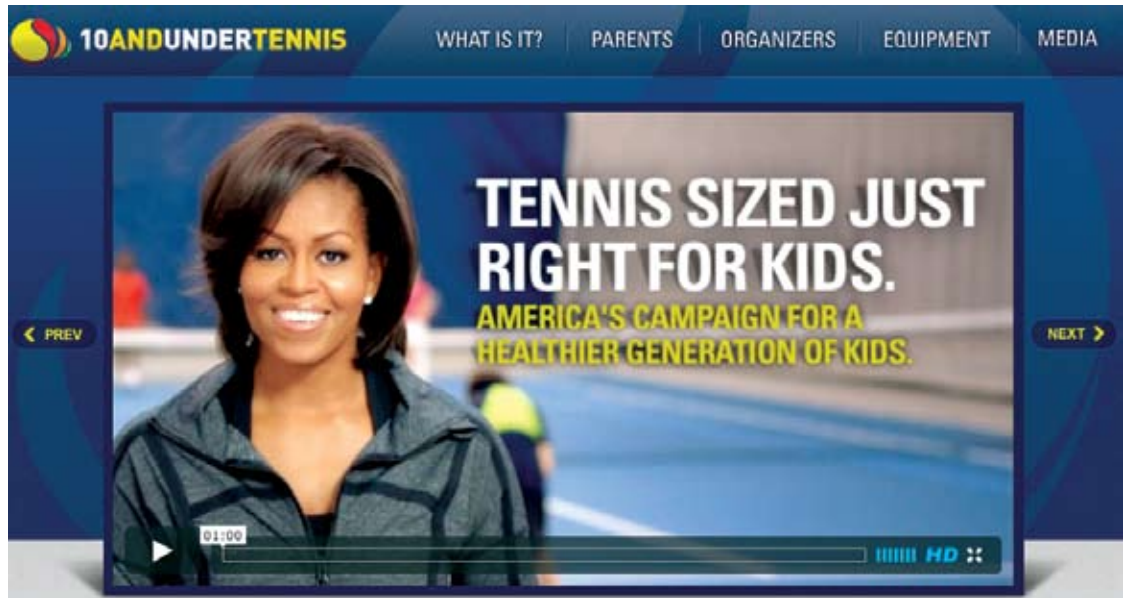 10ANDUNDERTENNIS
WHAT IS IT?
PARENTS
ORGANIZERS
EQUIPMENT
MEDIA
TENNIS SIZED JUST
RIGHT FOR KIDS.
AMERICA'S CAMPAIGN FOR A
HEALTHIER GENERATION OF KIDS.
PREV
NEXT
01:00
HD